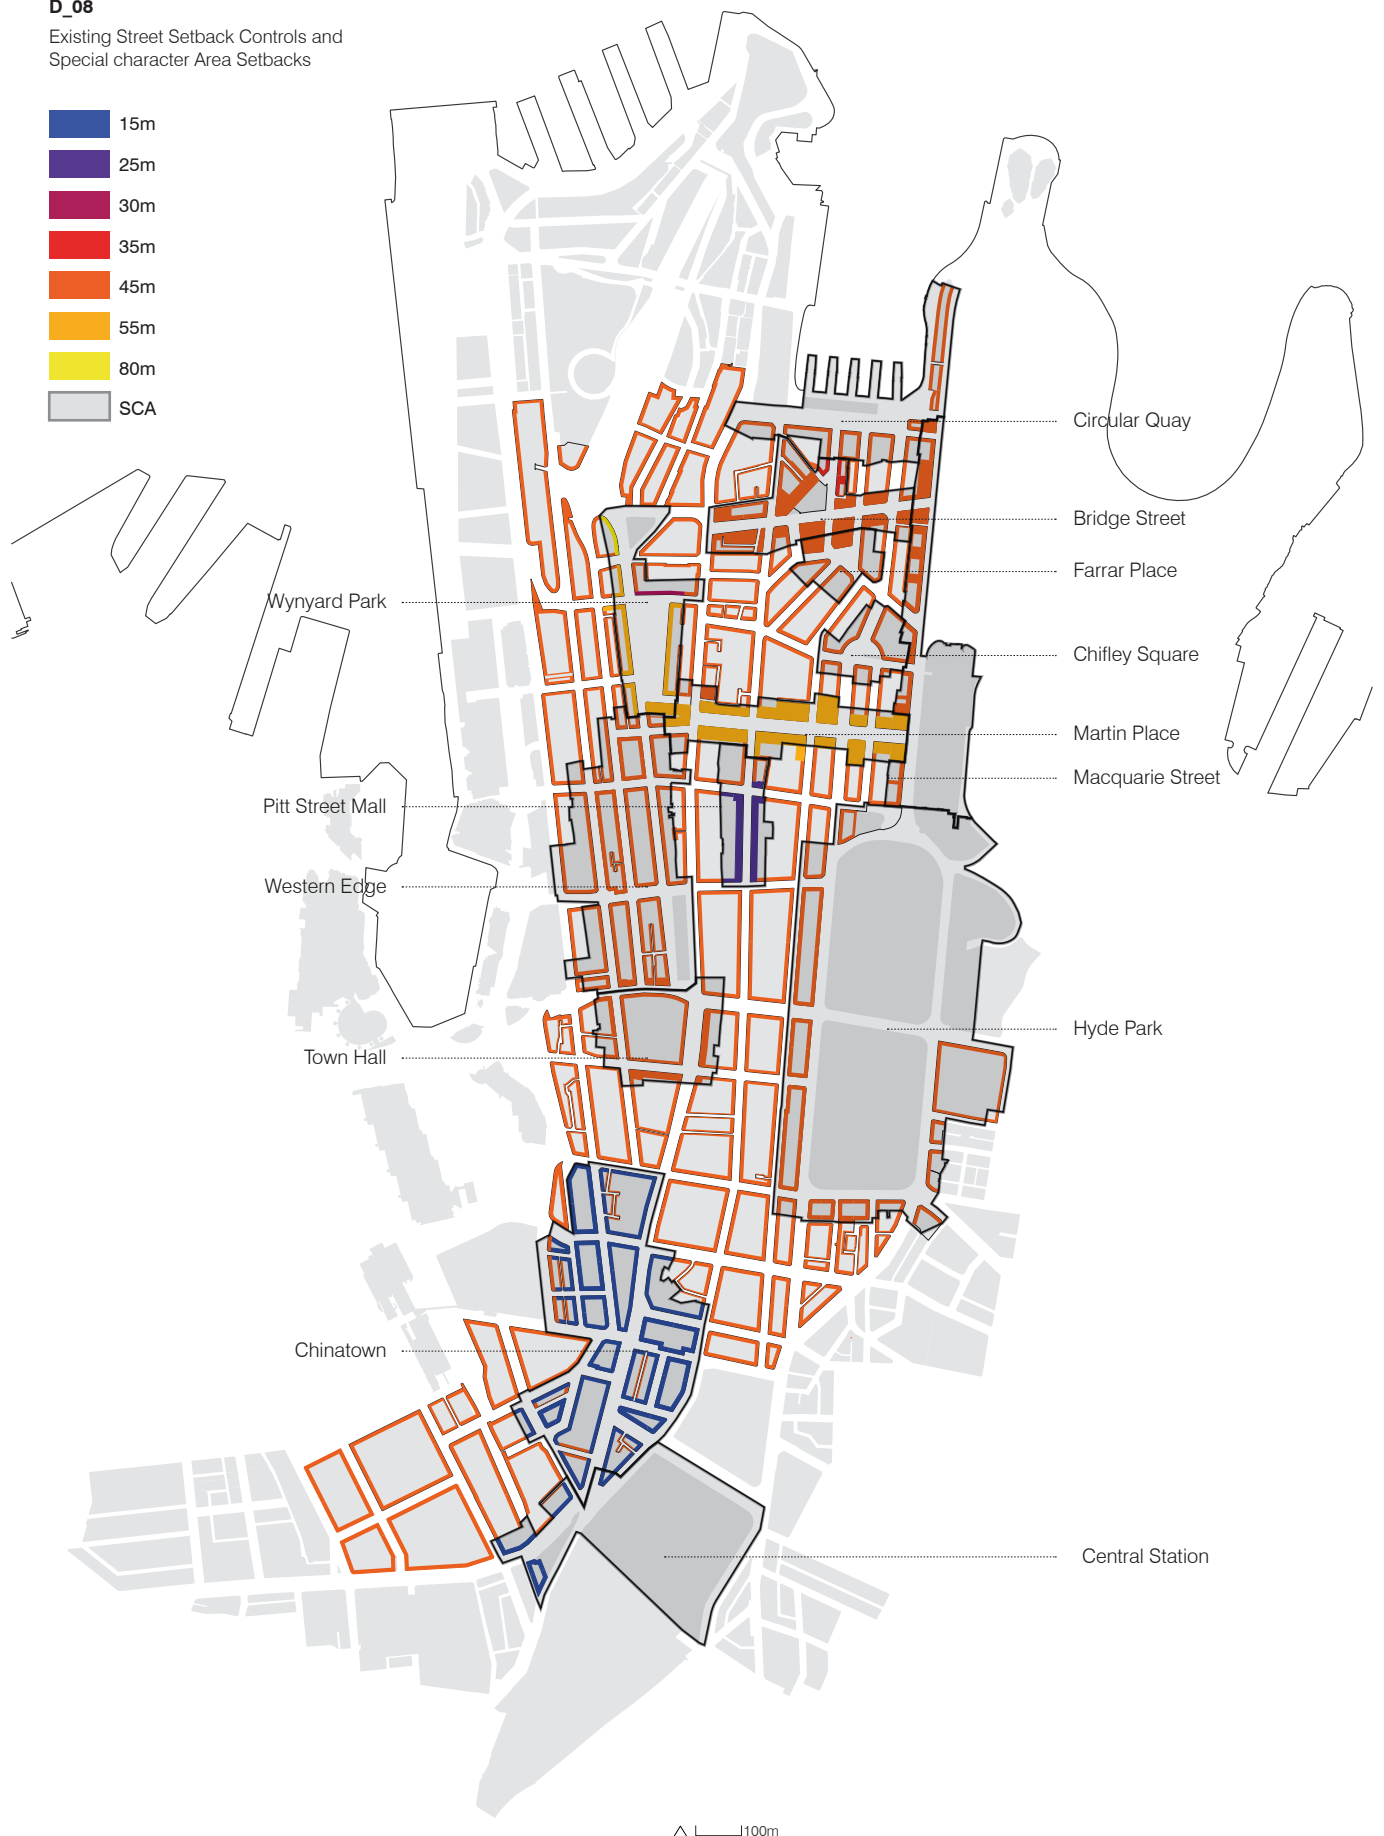 D_08
Existing Street Setback Controls and
Special character Area Setbacks
15m
25m
30m
35m
45m
55m
80m
SCA
Circular Quay
Bridge Street
Farrar Place
Wynyard Park
Chifley Square
Martin Place
Macquarie Street
Pitt Street Mall
Western Edge
Hyde Park
Town Hall
Chinatown
Central Station
100m